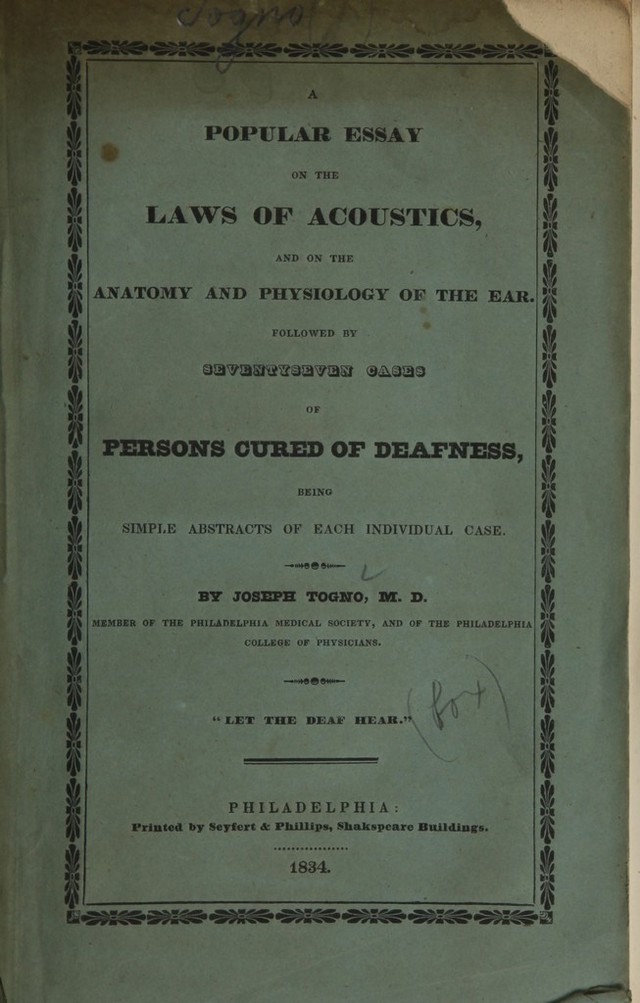 Togno
A
POPULAR ESSAY
ON THE
LAWS OF ACOUSTICS,
AND ON THE
ANATOMY AND PHYSIOLOGY OF THE EAR.
FOLLOWED BY
SEVENTYSEVEN CASES
OF
PERSONS CURED OF DEAFNESS,
BEING
SIMPLE ABSTRACTS OF EACH INDIVIDUAL CASE.
BY JOSEPH TOGNO, M. D.
MEMBER OF THE PHILADELPHIA MEDICAL SOCIETY, AND OF THE PHILADELPHIA
COLLEGE OF PHYSICIANS.
"LET THE DEAF HEAR."
PHILADELPHIA:
Printed by Seyfert & Phillips, Shakspeare Buildings.
1834.